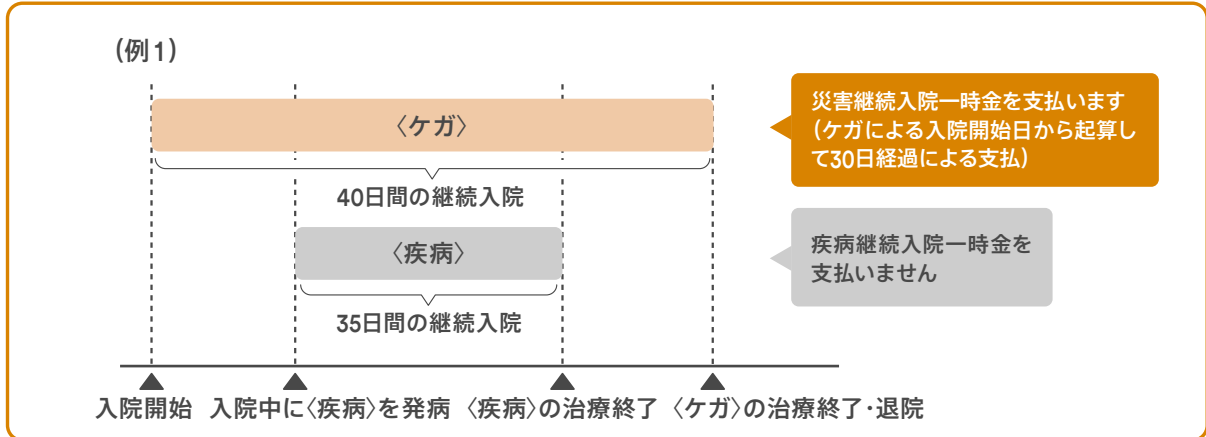 (例1)
〈ケガ〉
災害継続入院一時金を支払います
(ケガによる入院開始日から起算し
て30日経過による支払)
40日間の継続入院
〈疾病〉
疾病継続入院一時金を
支払いません
35日間の継続入院
入院開始 入院中に〈疾病〉を発病 〈疾病〉の治療終了 〈ケガ〉の治療終了・退院